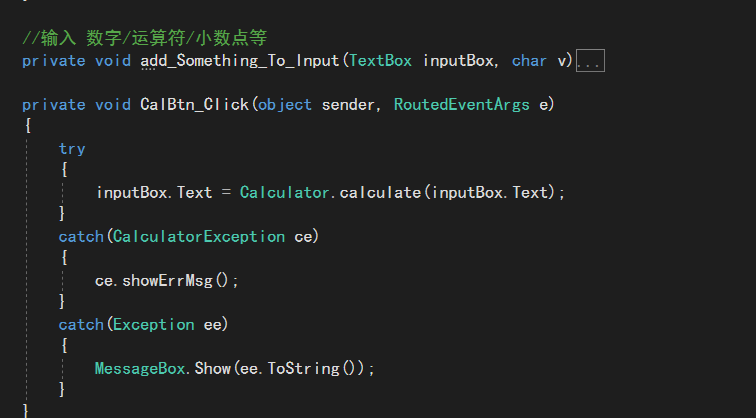 //输入 数字/运算符/小数点等
private void add_Something_To_Input(TextBox inputBox, char v)...
private void CalBtn_Click(object sender, RoutedEventArgs e)
{
try
{
inputBox.Text = Calculator.calculate(inputBox.Text);
}
catch(CalculatorException ce)
{
ce.showErrMsg();
}
catch(Exception ee)
{
MessageBox.Show(ee.ToString());
}
}